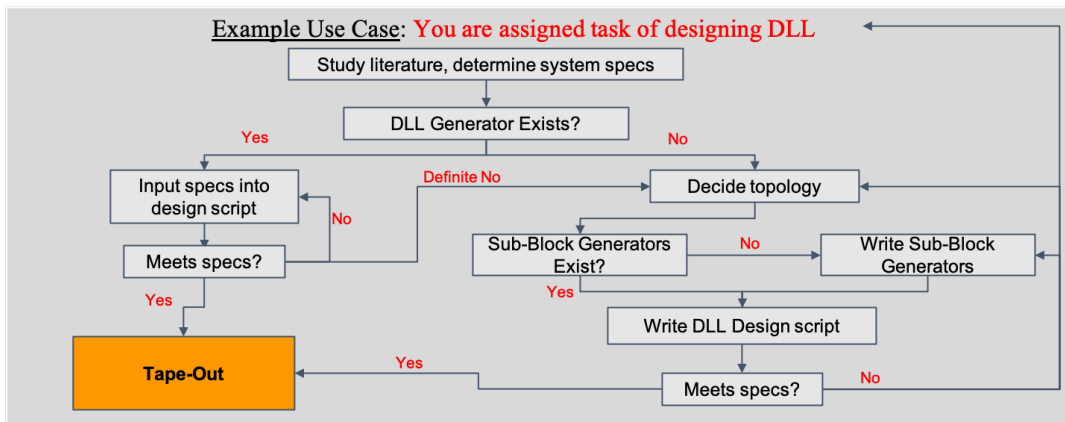 Example Use Case: You are assigned task of designing DLL
Study literature, determine system specs
DLL Generator Exists?
Yes
No
Input specs into
design script
Definite No
Decide topology
No
Meets specs?
Sub-Block Generators
Exist?
No
Write Sub-Block
Generators
Yes
Yes
Write DLL Design script
Tape-Out
Yes
Meets specs?
No